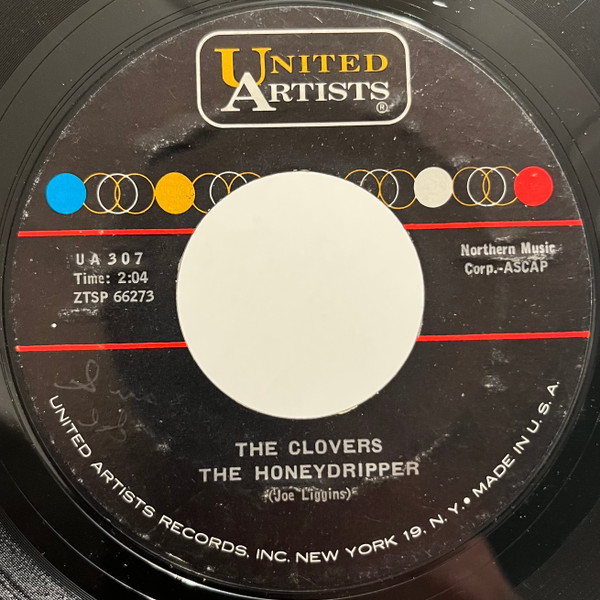 UNITED
ARTISTS ®
UA 307
Time: 2:04
ZTSP 66273
Northern Music
Corp.-ASCAP
THE CLOVERS
THE HONEYDRIPPER
(Joe Liggins)
UNITED ARTISTS RECORDS, INC. NEW YORK 19, N. Y. • MADE IN U. S. A.